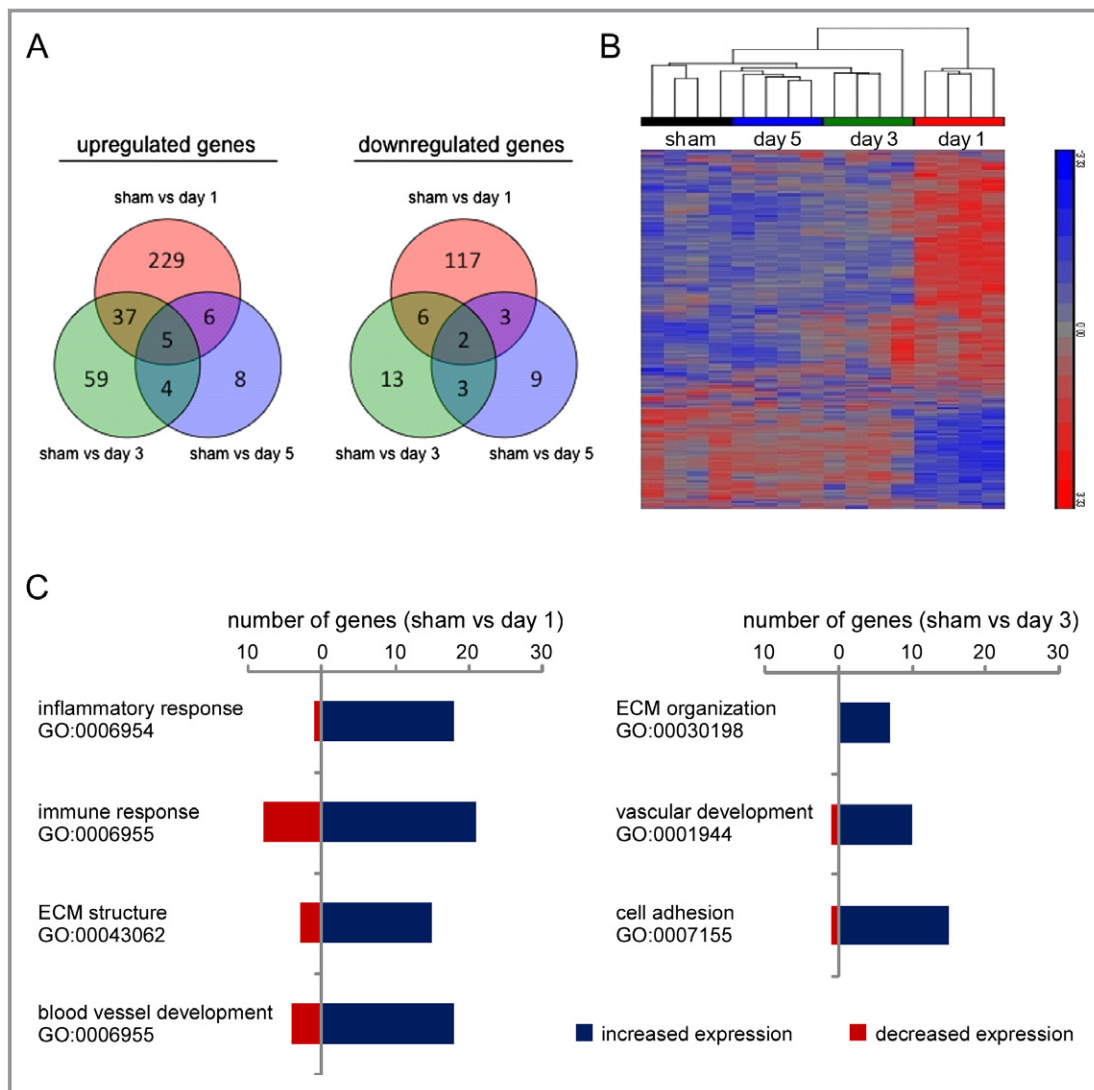 A
upregulated genes
sham vs day 1
229
37
5
6
59
4
8
sham vs day 3
sham vs day 5
downregulated genes
sham vs day 1
117
6
2
3
13
3
9
sham vs day 3
sham vs day 5
B
sham day 5 day 3 day 1
-3.33
0.00
3.33
C
number of genes (sham vs day 1)
10 0 10 20 30
inflammatory response
GO:0006954
immune response
GO:0006955
ECM structure
GO:00043062
blood vessel development
GO:0006955
number of genes (sham vs day 3)
10 0 10 20 30
ECM organization
GO:00030198
vascular development
GO:0001944
cell adhesion
GO:0007155
increased expression
decreased expression